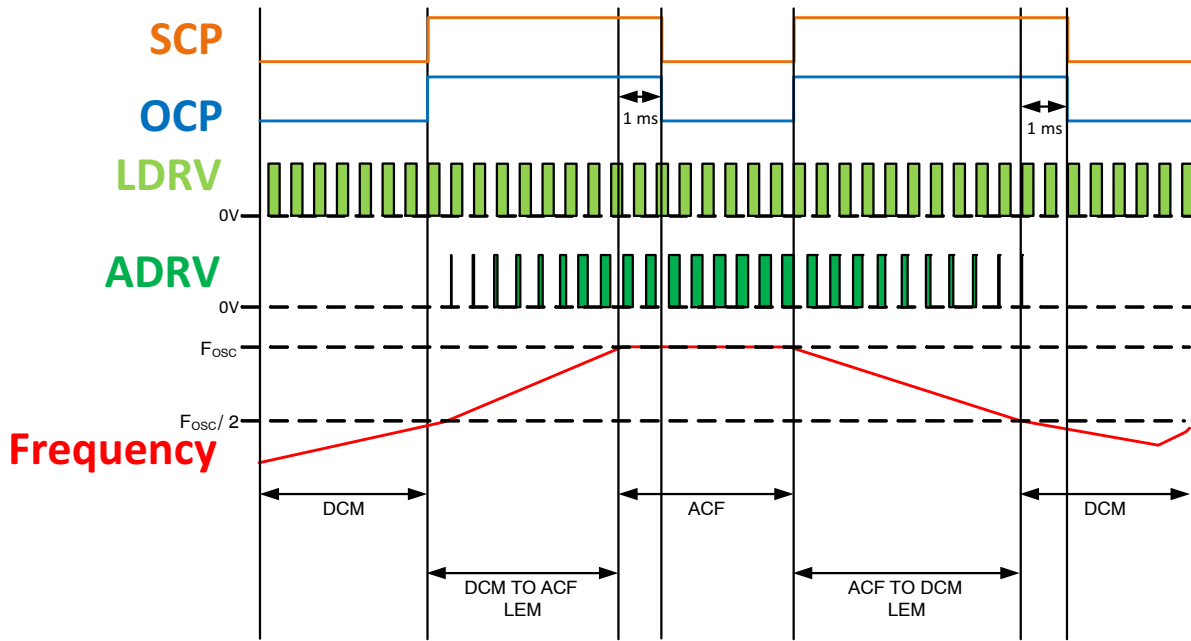 SCP
OCP
1 ms
1 ms
LDRV
0V
ADRV
0V
FOSC
FOSC/ 2
Frequency
DCM
ACF
DCM
DCM TO ACF
LEM
ACF TO DCM
LEM